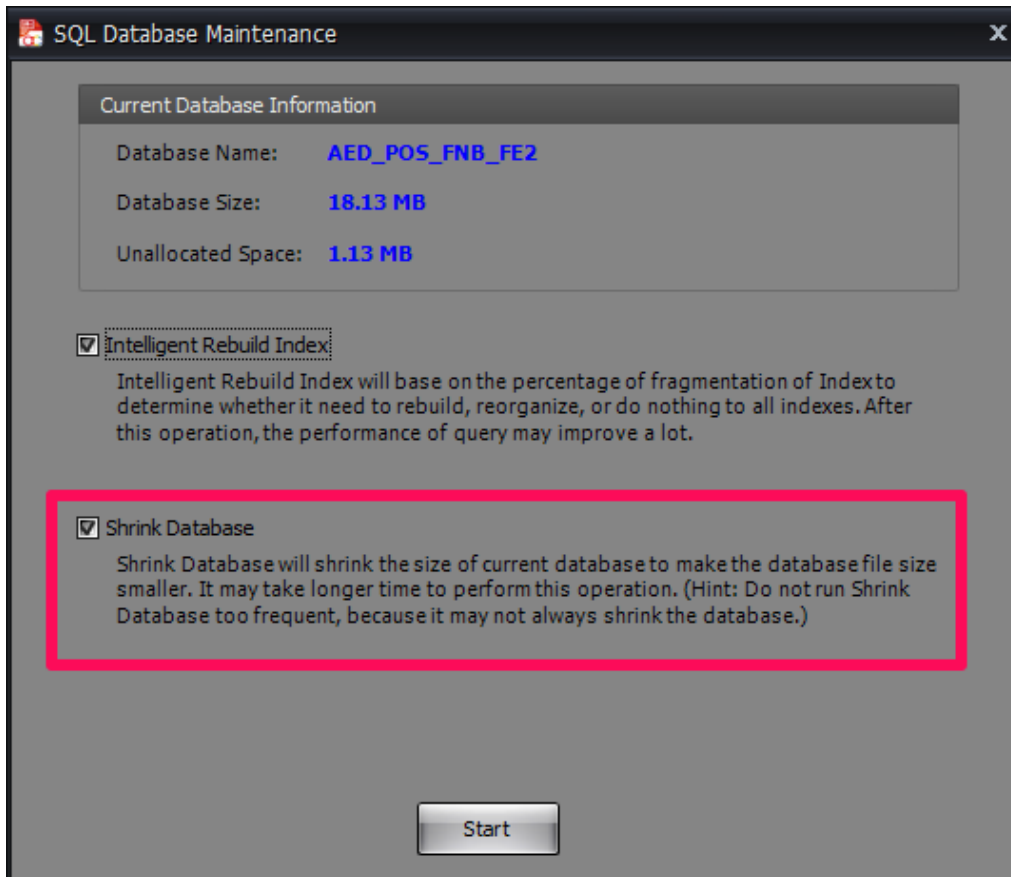 SQL Database Maintenance
Current Database Information
Database Name: AED_POS_FNB_FE2
Database Size: 18.13 MB
Unallocated Space: 1.13 MB
Intelligent Rebuild Index
Intelligent Rebuild Index will base on the percentage of fragmentation of Index to
determine whether it need to rebuild, reorganize, or do nothing to all indexes. After
this operation, the performance of query may improve a lot.
Shrink Database
Shrink Database will shrink the size of current database to make the database file size
smaller. It may take longer time to perform this operation. (Hint: Do not run Shrink
Database too frequent, because it may not always shrink the database.)
Start